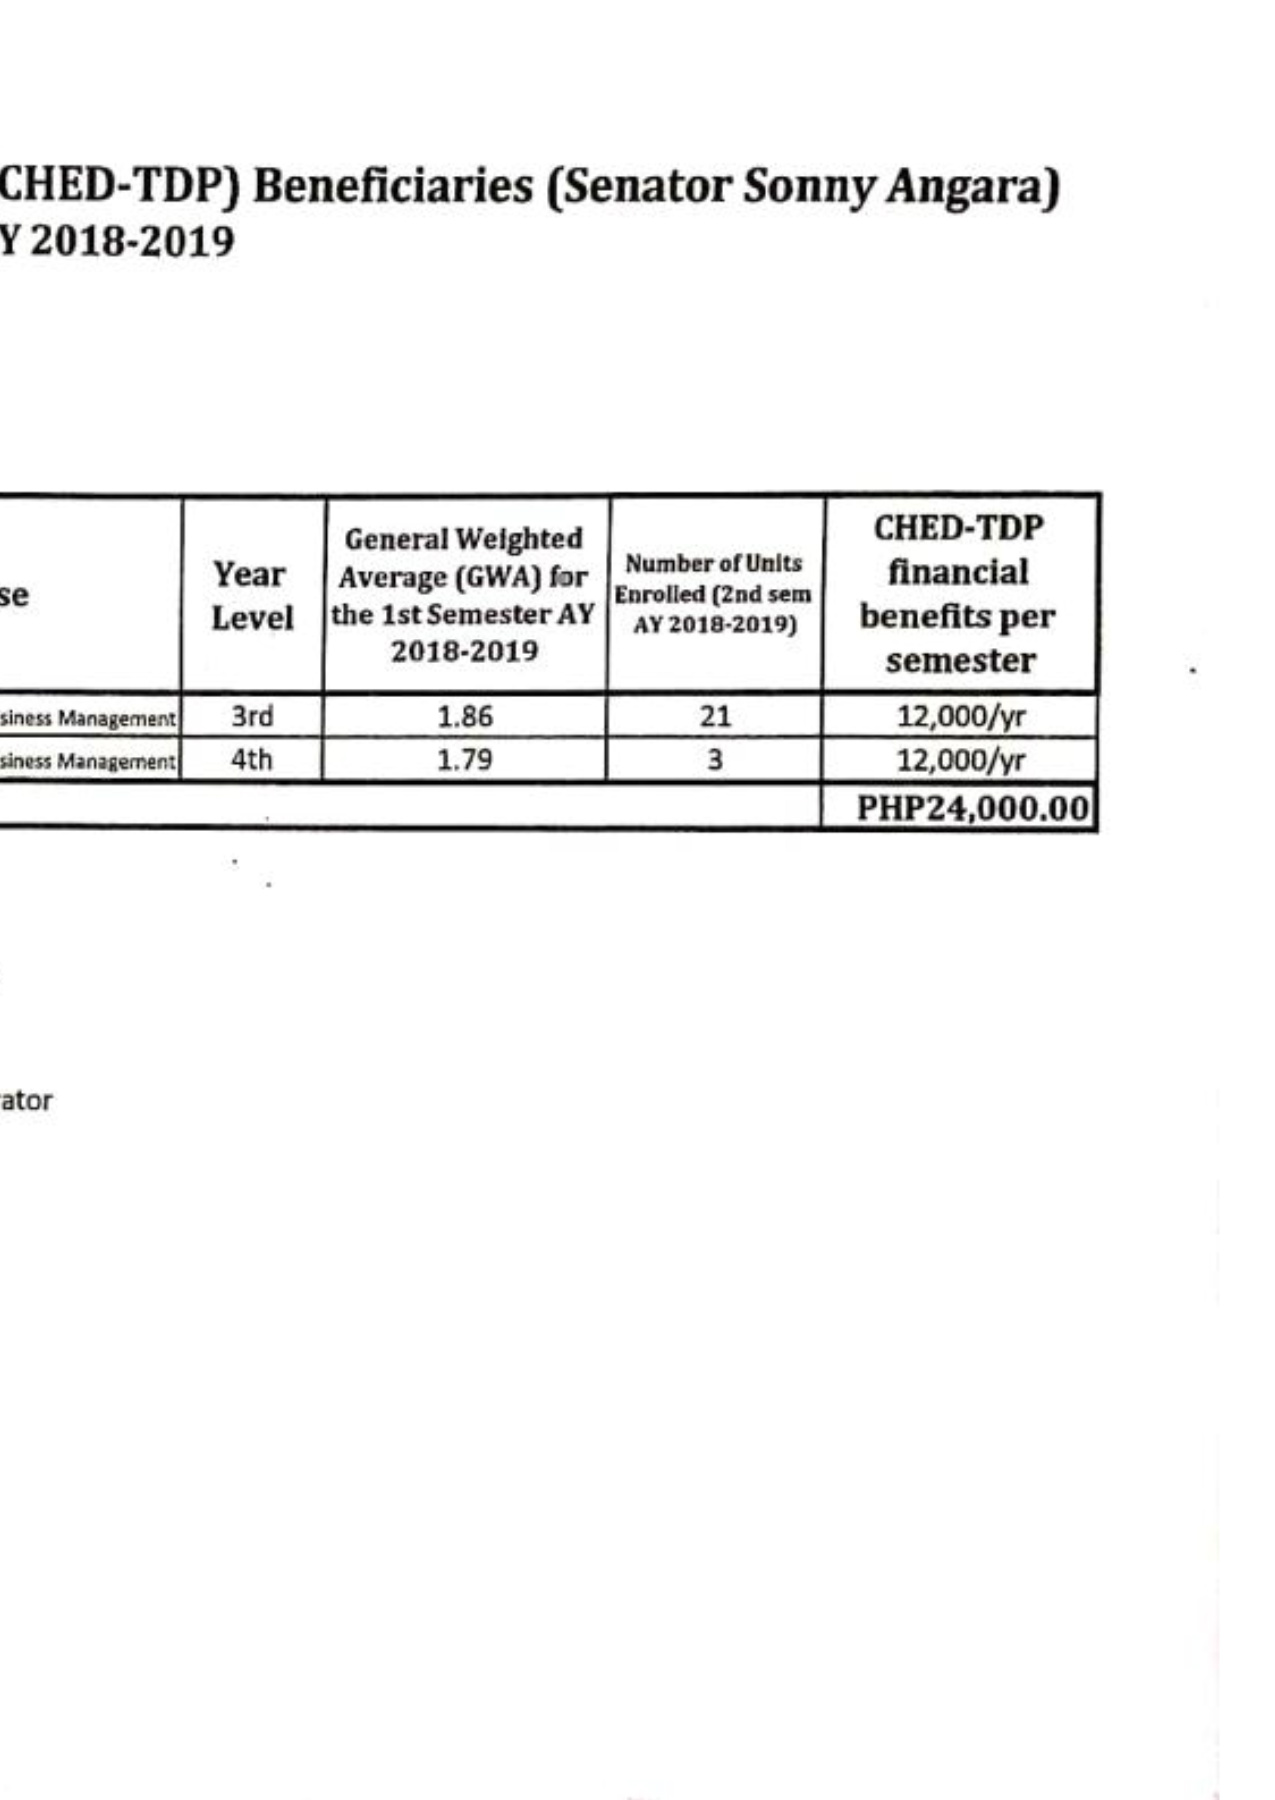 CHED-TDP) Beneficiaries (Senator Sonny Angara)
Y 2018-2019
se
Year Level
General Weighted Average (GWA) for the 1st Semester AY 2018-2019
Number of Units Enrolled (2nd sem AY 2018-2019)
CHED-TDP financial benefits per semester
siness Management 3rd 1.86 21 12,000/yr
siness Management 4th 1.79 3 12,000/yr
PHP24,000.00
ator